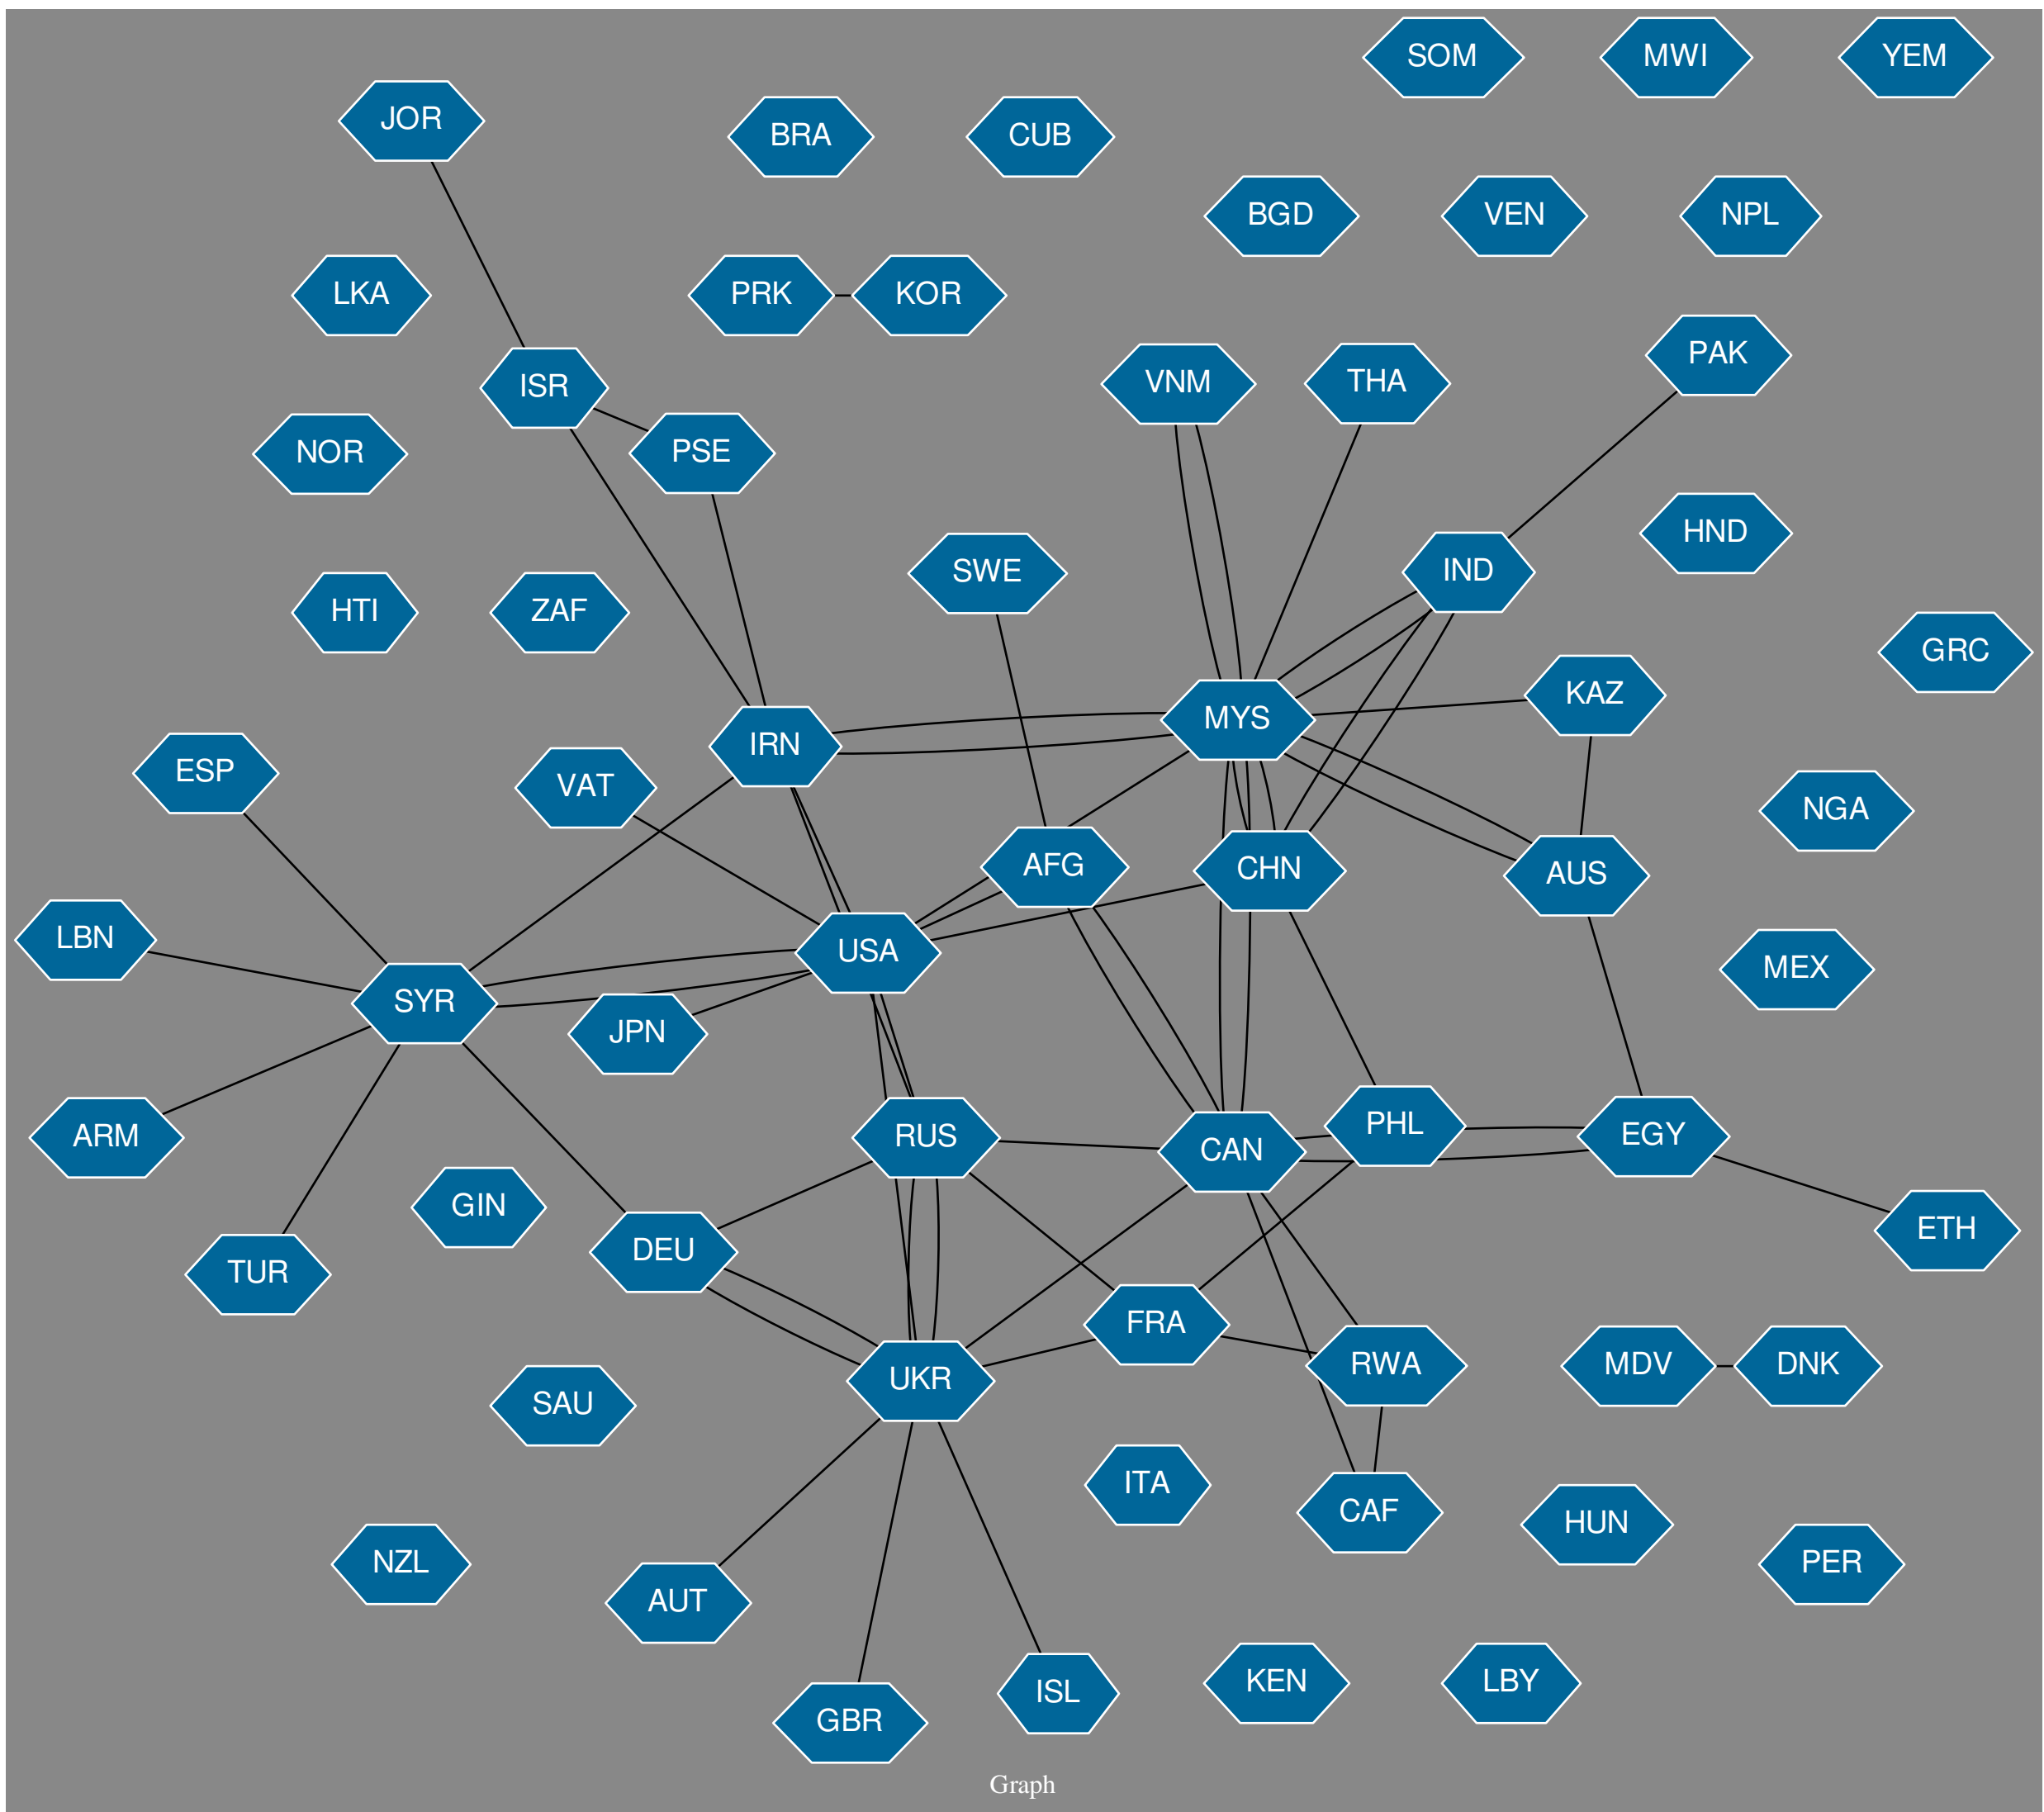 SOM MWI YEM
JOR
BRA CUB
BGD VEN NPL
LKA PRK KOR
PAK
ISR VNM THA
NOR PSE
HND
SWE IND
HTI ZAF
GRC
KAZ
MYS
IRN
ESP VAT
NGA
AFG CHN AUS
LBN USA
MEX
SYR
JPN
ARM RUS CAN PHL EGY
GIN
ETH
DEU
TUR
FRA
UKR RWA MDV DNK
SAU
ITA
CAF HUN
NZL PER
AUT
ISL KEN LBY
GBR
Graph